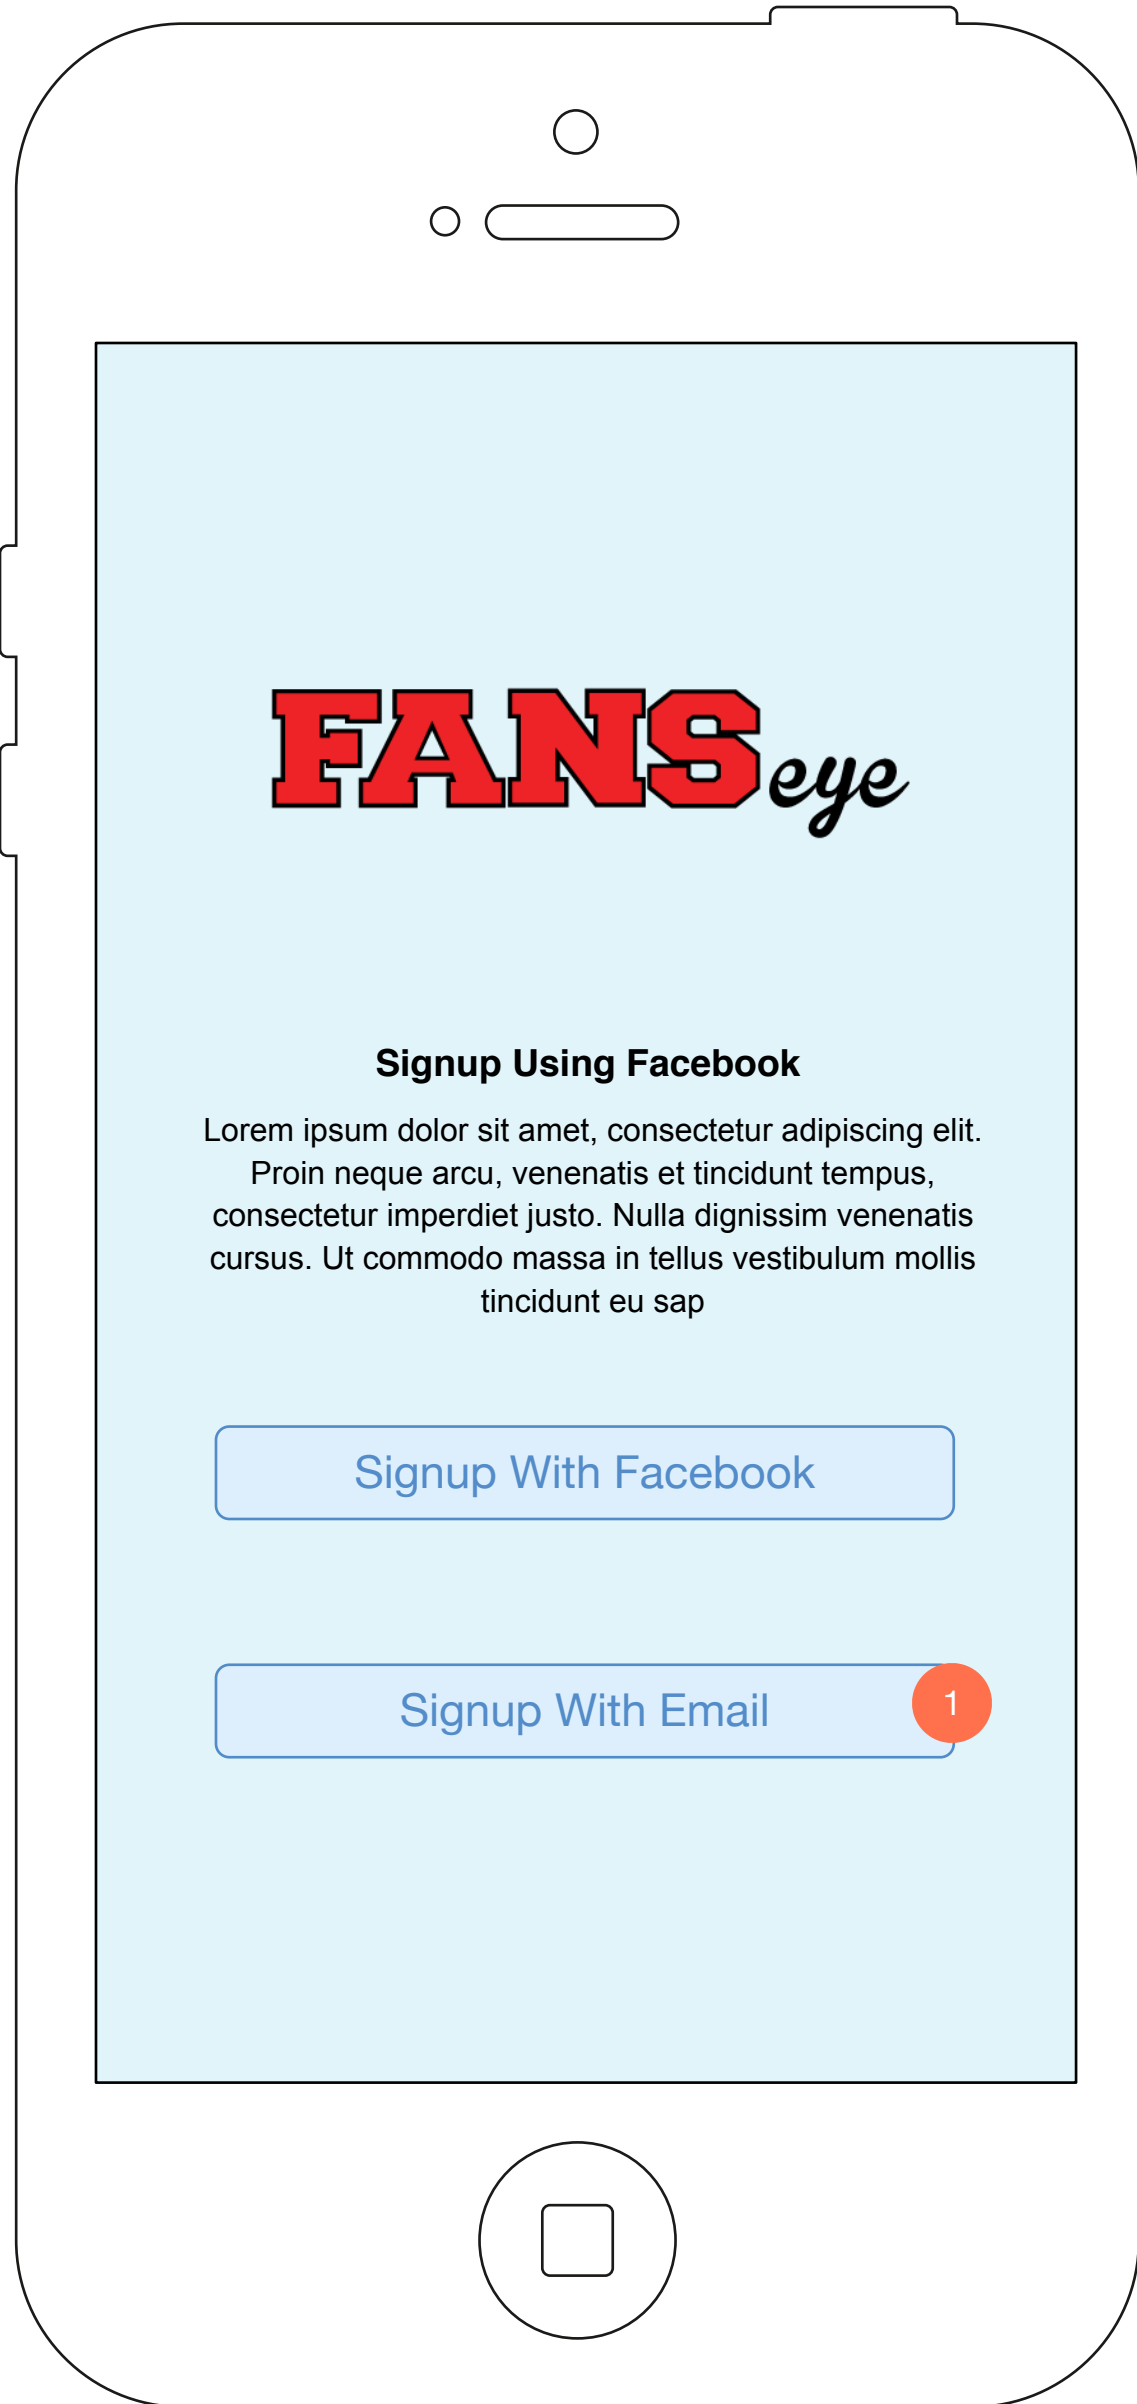 FANSeye
Signup Using Facebook
Lorem ipsum dolor sit amet, consectetur adipiscing elit.
Proin neque arcu, venenatis et tincidunt tempus,
consectetur imperdiet justo. Nulla dignissim venenatis
cursus. Ut commodo massa in tellus vestibulum mollis
tincidunt eu sap
Signup With Facebook
Signup With Email 1